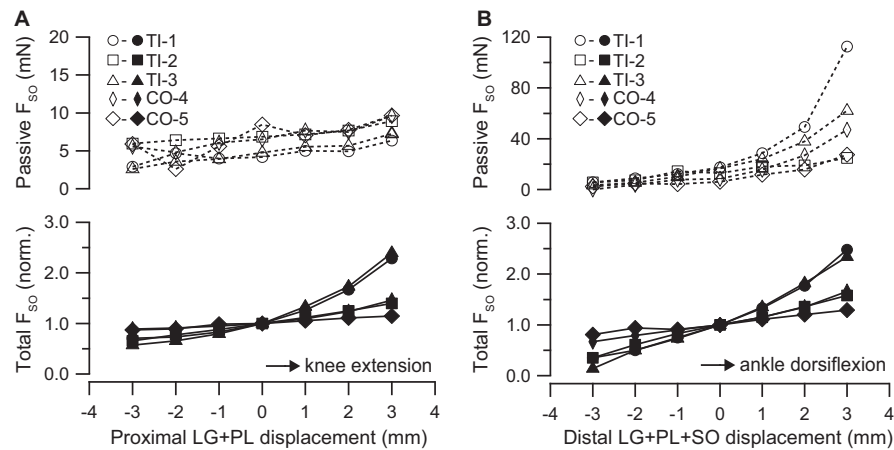 A
Passive F_SO (mN)
20
15
10
5
0
TI-1
TI-2
TI-3
CO-4
CO-5
Total F_SO (norm.)
3.0
2.0
1.0
0.0
knee extension
-4 -3 -2 -1 0 1 2 3 4
Proximal LG+PL displacement (mm)
B
Passive F_SO (mN)
120
80
40
0
TI-1
TI-2
TI-3
CO-4
CO-5
Total F_SO (norm.)
3.0
2.0
1.0
0.0
ankle dorsiflexion
-4 -3 -2 -1 0 1 2 3 4
Distal LG+PL+SO displacement (mm)